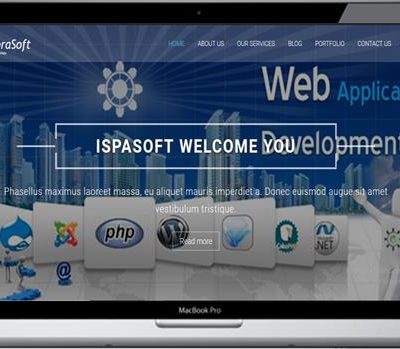 raSoft
HOME ABOUT US OUR SERVICES BLOG PORTFOLIO CONTACT US
Web Applica
Development
ISPASOFT WELCOME YOU
Phasellus maximus laoreet massa, eu aliquet mauris imperdiet a. Donec euismod augue sit amet
vestibulum tristique.
php
.NET
Read more
@
MacBook Pro